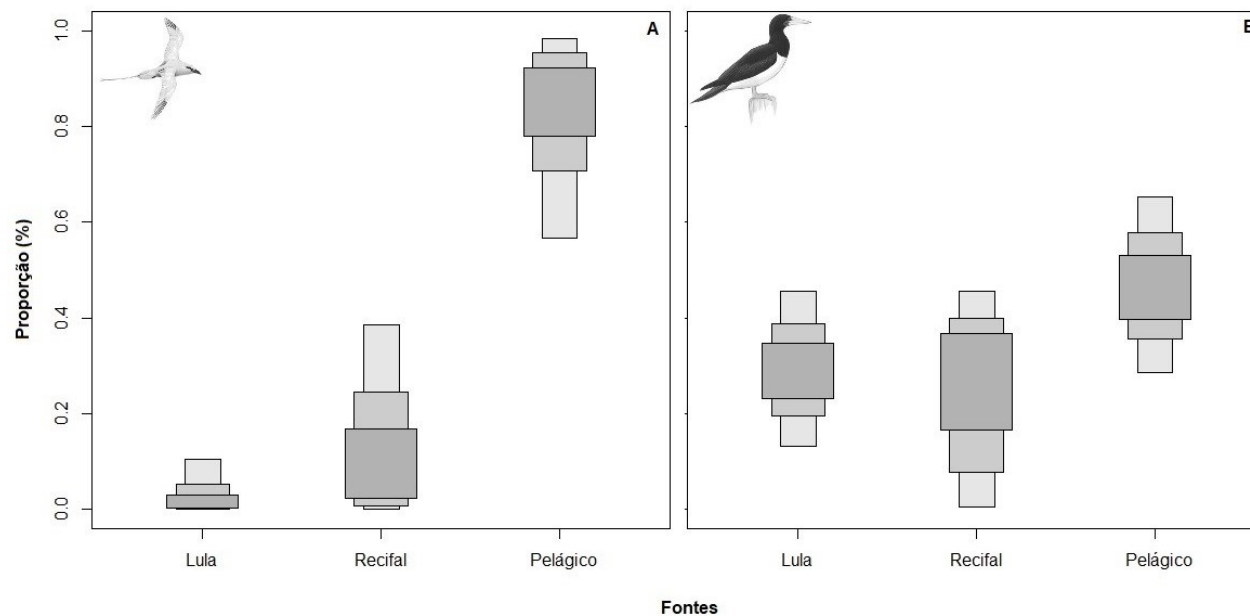 A
B
Proporção (%)
1.0
0.8
0.6
0.4
0.2
0.0
Lula Recifal Pelágico
Lula Recifal Pelágico
Fontes